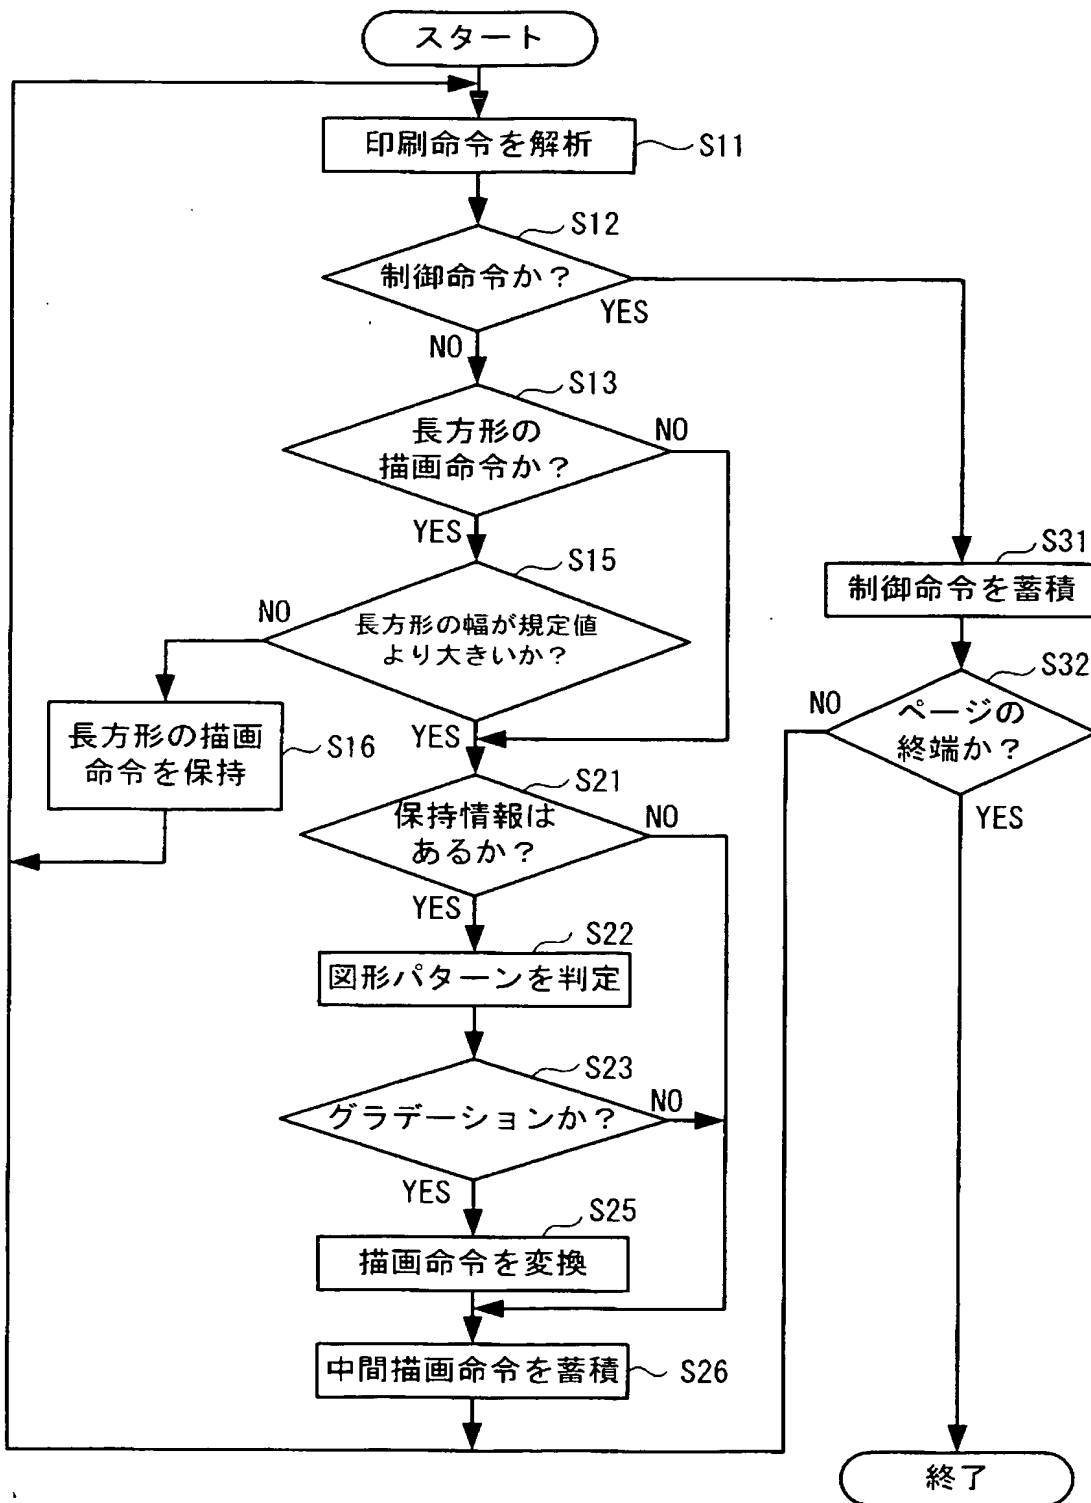 スタート
印刷命令を解析
S11
S12
制御命令か？
YES
NO
S13
長方形の
描画命令か？
NO
YES
S15
長方形の幅が規定値
より大きいか？
NO
YES
長方形の描画
命令を保持
S16
S21
保持情報は
あるか？
NO
YES
S22
図形パターンを判定
S23
グラデーションか？
NO
YES
S25
描画命令を変換
中間描画命令を蓄積
S26
S31
制御命令を蓄積
S32
ページの
終端か？
NO
YES
終了